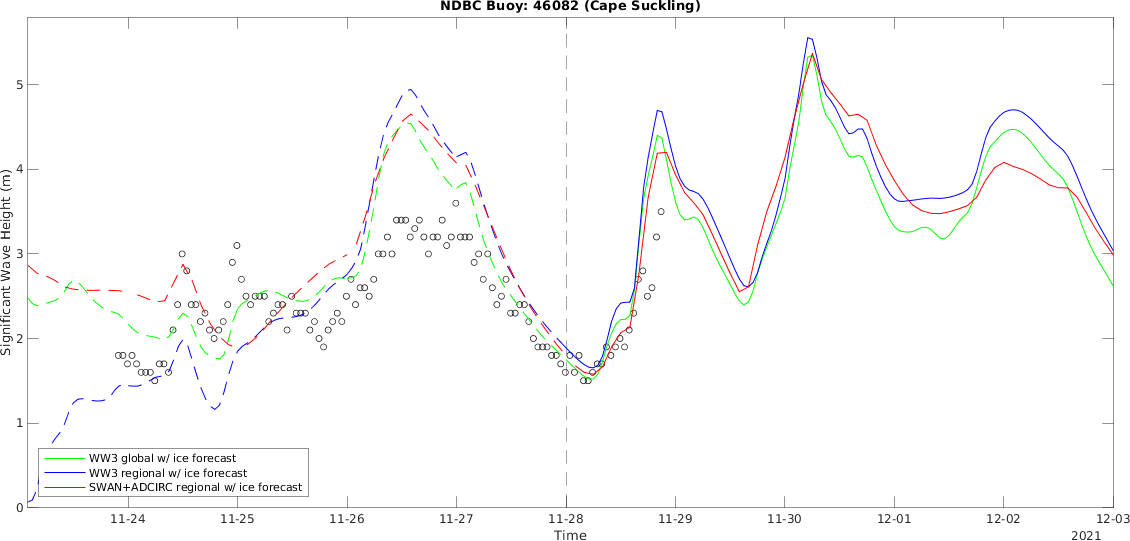 NDBC Buoy: 46082 (Cape Suckling)
Significant Wave Height (m)
5
4
3
2
1
0
WW3 global w/ ice forecast
WW3 regional w/ ice forecast
SWAN+ADCIRC regional w/ ice forecast
11-24 11-25 11-26 11-27 11-28 11-29 11-30 12-01 12-02 12-03
Time
2021